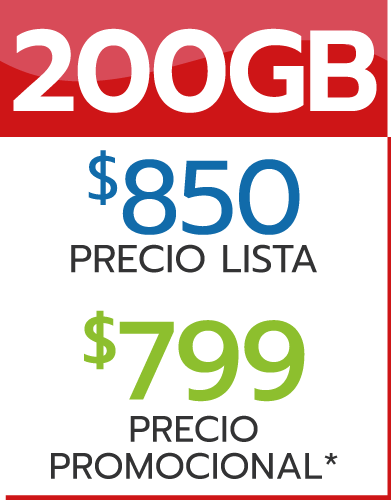 200GB
$850
PRECIO LISTA
$799
PRECIO
PROMOCIONAL*